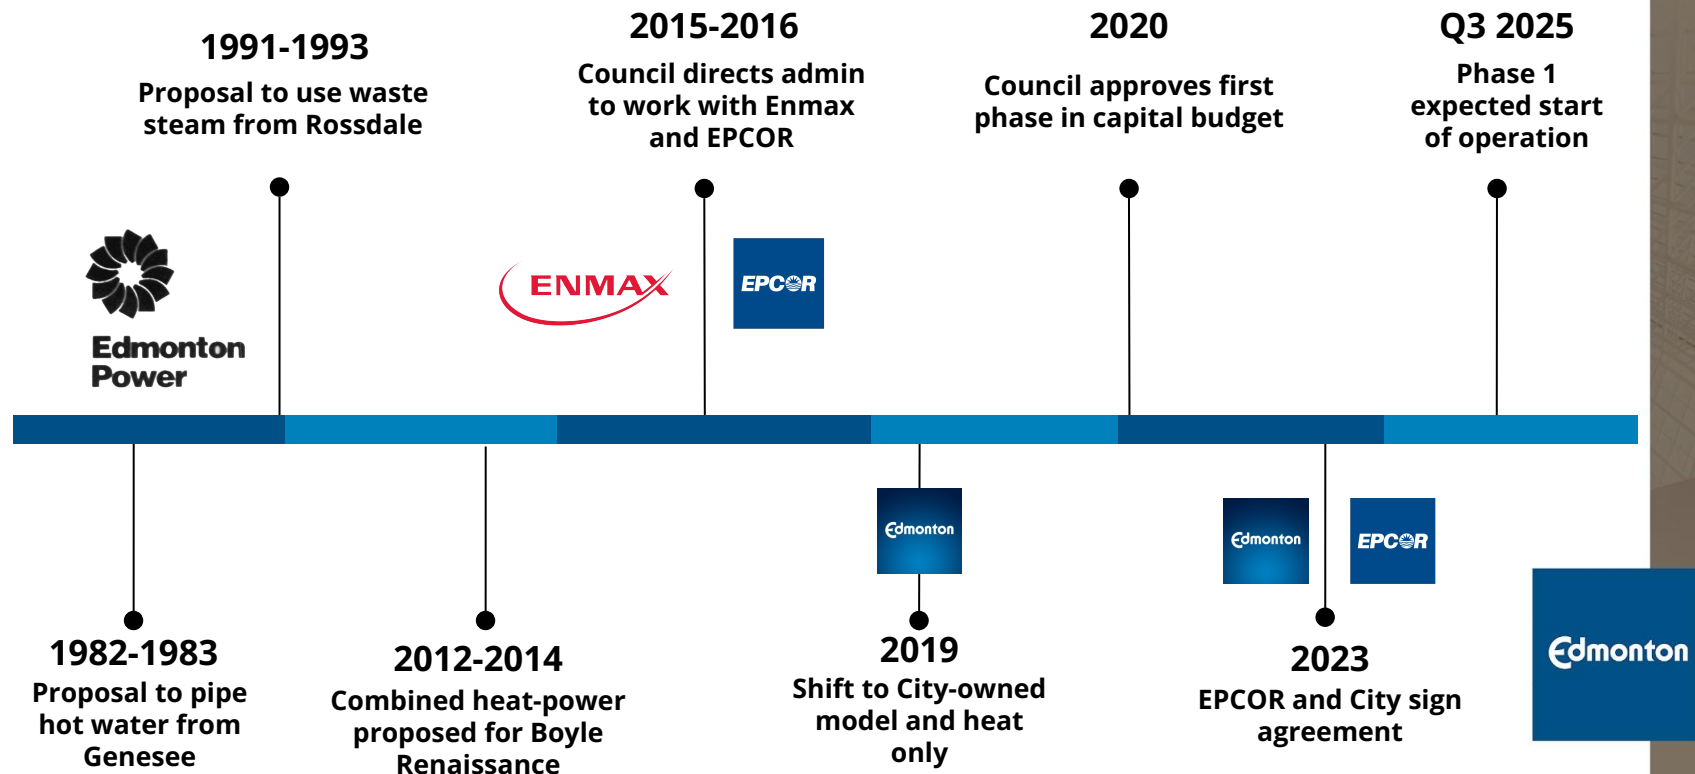 1991-1993
Proposal to use waste
steam from Rossdale
2015-2016
Council directs admin
to work with Enmax
and EPCOR
2020
Council approves first
phase in capital budget
Q3 2025
Phase 1
expected start
of operation
Edmonton
Power
ENMAX
EPCOR
1982-1983
Proposal to pipe
hot water from
Genesee
2012-2014
Combined heat-power
proposed for Boyle
Renaissance
Edmonton
2019
Shift to City-owned
model and heat
only
Edmonton
EPCOR
2023
EPCOR and City sign
agreement
Edmonton